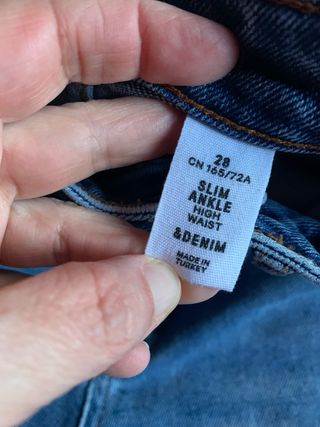 28
CN 165/72A
SLIM
ANKLE
HIGH
WAIST
&DENIM
MADE IN
TURKEY